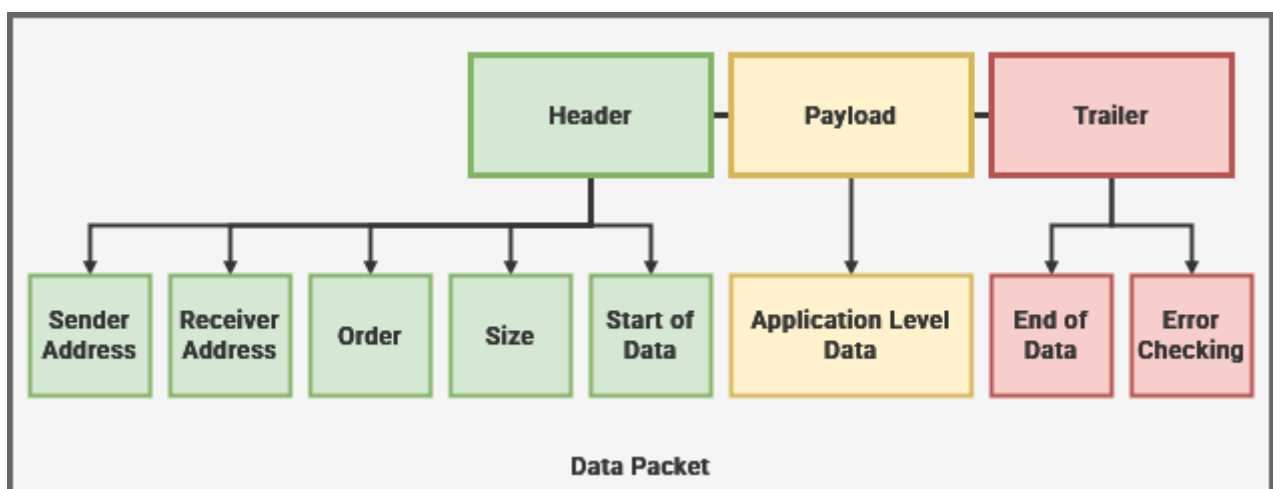 Header
Payload
Trailer
Sender
Address
Receiver
Address
Order
Size
Start of
Data
Application Level
Data
End of
Data
Error
Checking
Data Packet